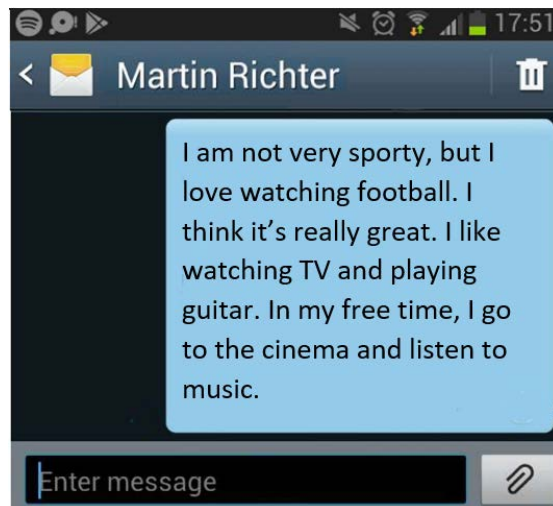 17:51
< Martin Richter
I am not very sporty, but I
love watching football. I
think it’s really great. I like
watching TV and playing
guitar. In my free time, I go
to the cinema and listen to
music.
Enter message